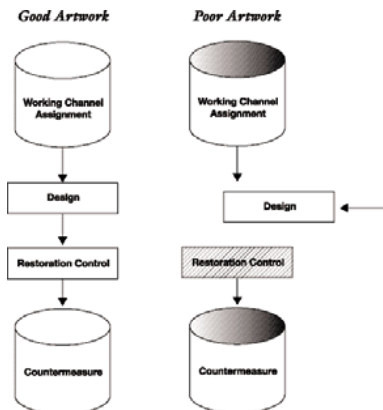 Good Artwork
Working Channel
Assignment
Design
Restoration Control
Countermeasure
Poor Artwork
Working Channel
Assignment
Design
Restoration Control
Countermeasure